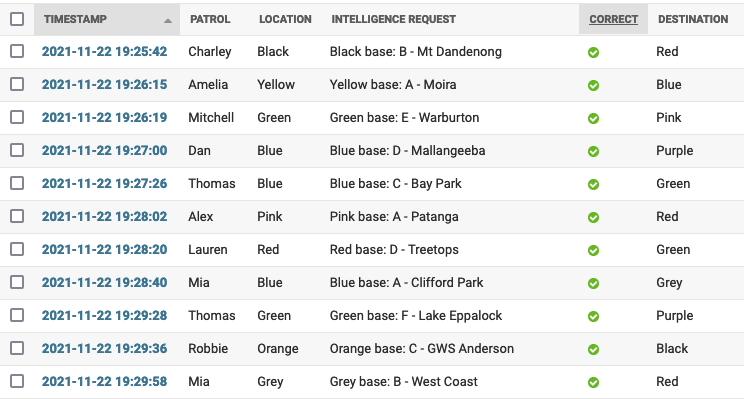 TIMESTAMP PATROL LOCATION INTELLIGENCE REQUEST CORRECT DESTINATION
2021-11-22 19:25:42 Charley Black Black base: B - Mt Dandenong Red
2021-11-22 19:26:15 Amelia Yellow Yellow base: A - Moira Blue
2021-11-22 19:26:19 Mitchell Green Green base: E - Warburton Pink
2021-11-22 19:27:00 Dan Blue Blue base: D - Mallangeeba Purple
2021-11-22 19:27:26 Thomas Blue Blue base: C - Bay Park Green
2021-11-22 19:28:02 Alex Pink Pink base: A - Patanga Red
2021-11-22 19:28:20 Lauren Red Red base: D - Treetops Green
2021-11-22 19:28:40 Mia Blue Blue base: A - Clifford Park Grey
2021-11-22 19:29:28 Thomas Green Green base: F - Lake Eppalock Purple
2021-11-22 19:29:36 Robbie Orange Orange base: C - GWS Anderson Black
2021-11-22 19:29:58 Mia Grey Grey base: B - West Coast Red